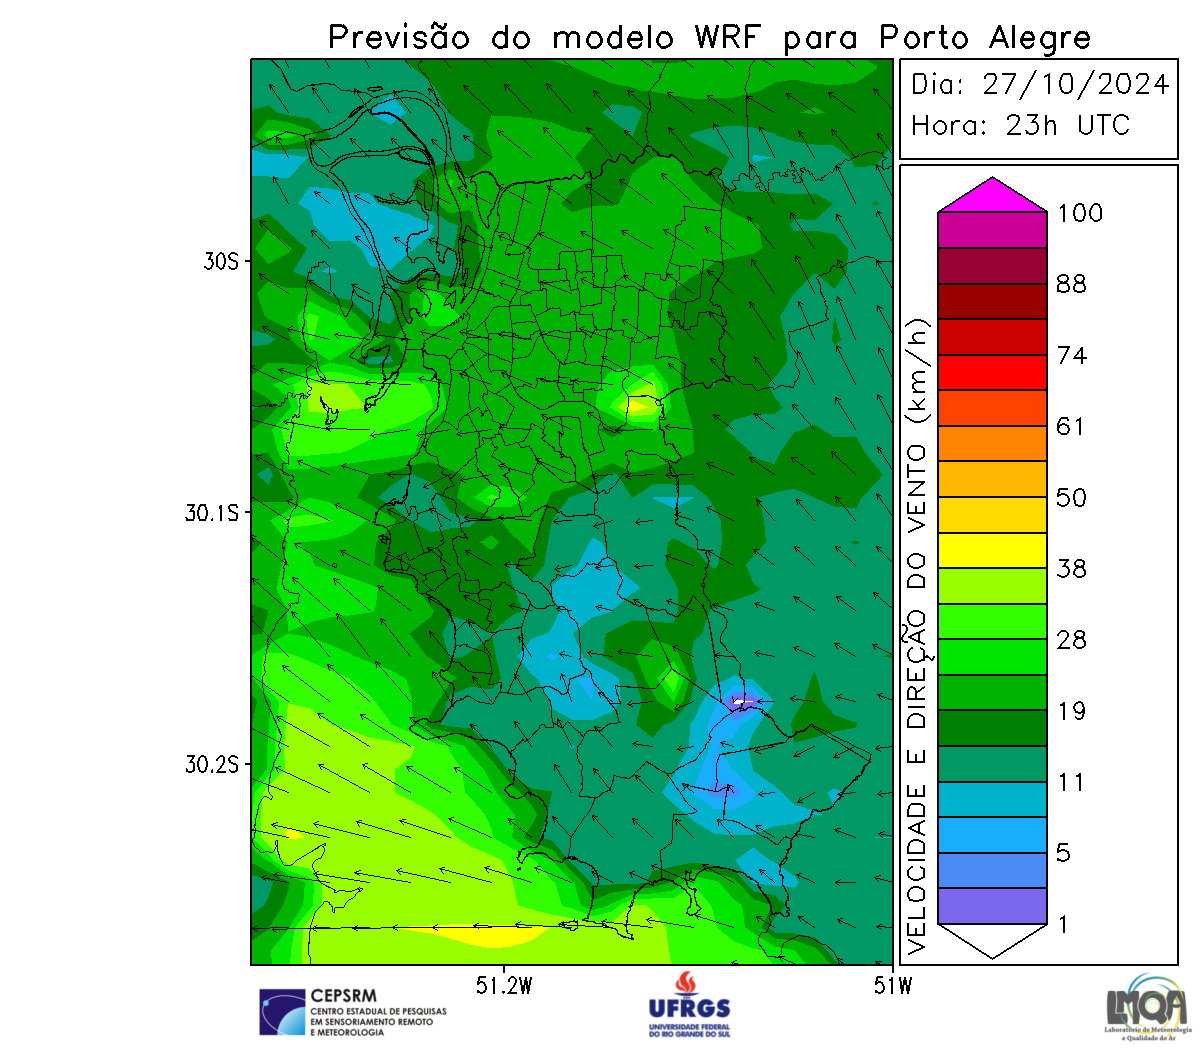 Previsão do modelo WRF para Porto Alegre
Dia: 27/10/2024
Hora: 23h UTC
30S
30.1S
30.2S
51.2W
51W
VELOCIDADE E DIREÇÃO DO VENTO (km/h)
100
88
74
61
50
38
28
19
11
5
1
CEPSRM
CENTRO ESTADUAL DE PESQUISAS
EM SENSORIAMENTO REMOTO
E METEOROLOGIA
UFRGS
UNIVERSIDADE FEDERAL
DO RIO GRANDE DO SUL
LMQA
Laboratório de Meteorologia
e Qualidade do Ar